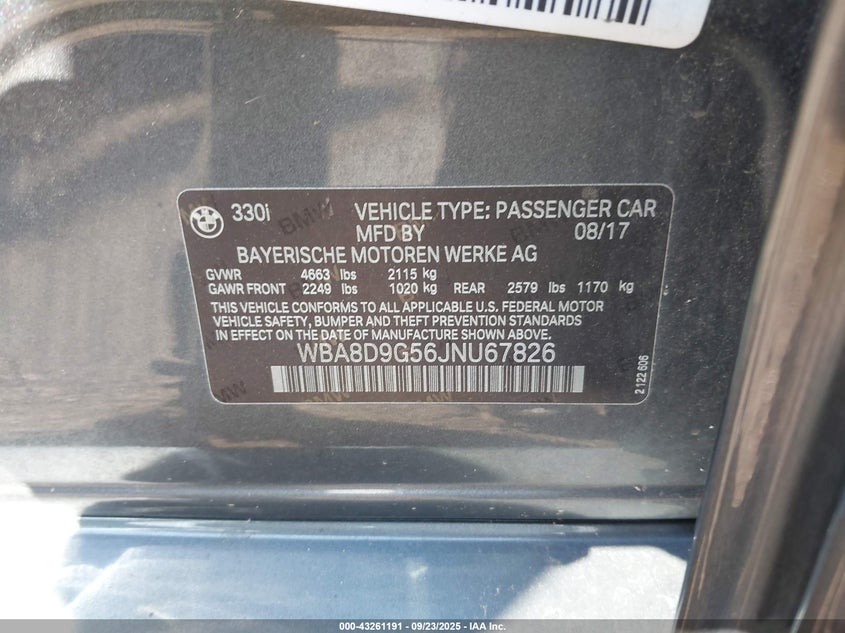 330i VEHICLE TYPE: PASSENGER CAR
MFD BY 08/17
BAYERISCHE MOTOREN WERKE AG
GVWR 4663 lbs 2115 kg
GAWR FRONT 2249 lbs 1020 kg REAR 2579 lbs 1170 kg
THIS VEHICLE CONFORMS TO ALL APPLICABLE U.S. FEDERAL MOTOR
VEHICLE SAFETY, BUMPER AND THEFT PREVENTION STANDARDS
IN EFFECT ON THE DATE OF MANUFACTURE SHOWN ABOVE.
WBA8D9G56JNU67826
2 122 606
000-43261191 - 09/23/2025 - IAA Inc.